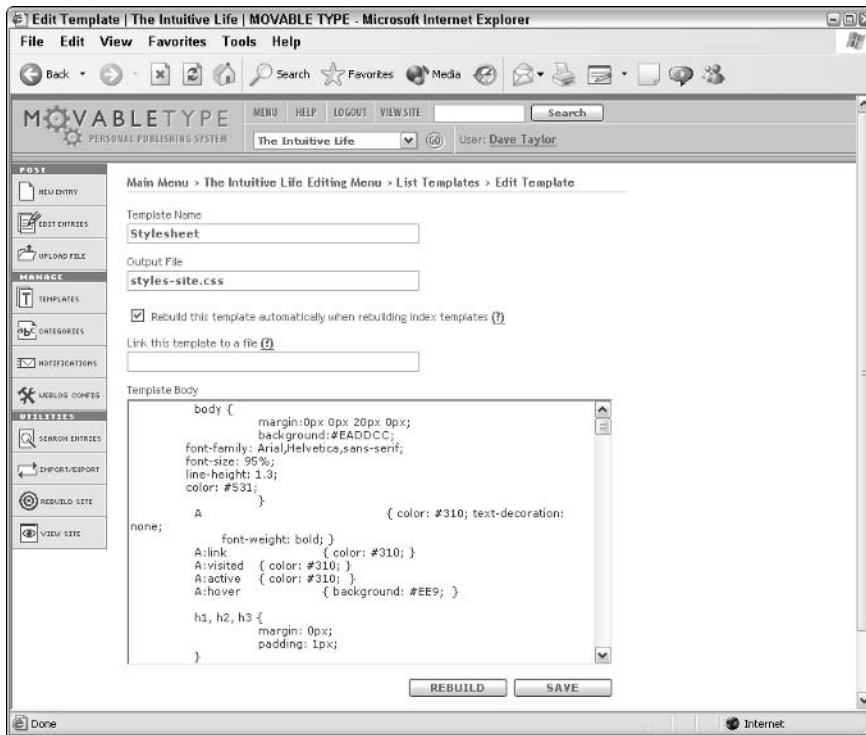 Edit Template | The Intuitive Life | MOVABLE TYPE - Microsoft Internet Explorer
File Edit View Favorites Tools Help
Back Search Favorites Media
MOVABLETYPE
PERSONAL PUBLISHING SYSTEM
MENU HELP LOGOUT VIEW SITE Search
The Intuitive Life GO User: Dave Taylor
POST
NEW ENTRY
EDIT ENTRIES
UPLOAD FILE
MANAGE
T TEMPLATES
abc CATEGORIES
NOTIFICATIONS
WEBLOG CONFIG
UTILITIES
SEARCH ENTRIES
IMPORT/EXPORT
REBUILD SITE
VIEW SITE
Main Menu > The Intuitive Life Editing Menu > List Templates > Edit Template
Template Name
Stylesheet
Output File
styles-site.css
Rebuild this template automatically when rebuilding index templates (?)
Link this template to a file (?)
Template Body
body {
margin:0px 0px 20px 0px;
background:#EADDCC;
font-family: Arial,Helvetica,sans-serif;
font-size: 95%;
line-height: 1.3;
color: #531;
}
A { color: #310; text-decoration:
none;
font-weight: bold; }
A:link { color: #310; }
A:visited { color: #310; }
A:active { color: #310; }
A:hover { background: #EE9; }
h1, h2, h3 {
margin: 0px;
padding: 1px;
}
REBUILD SAVE
Done Internet